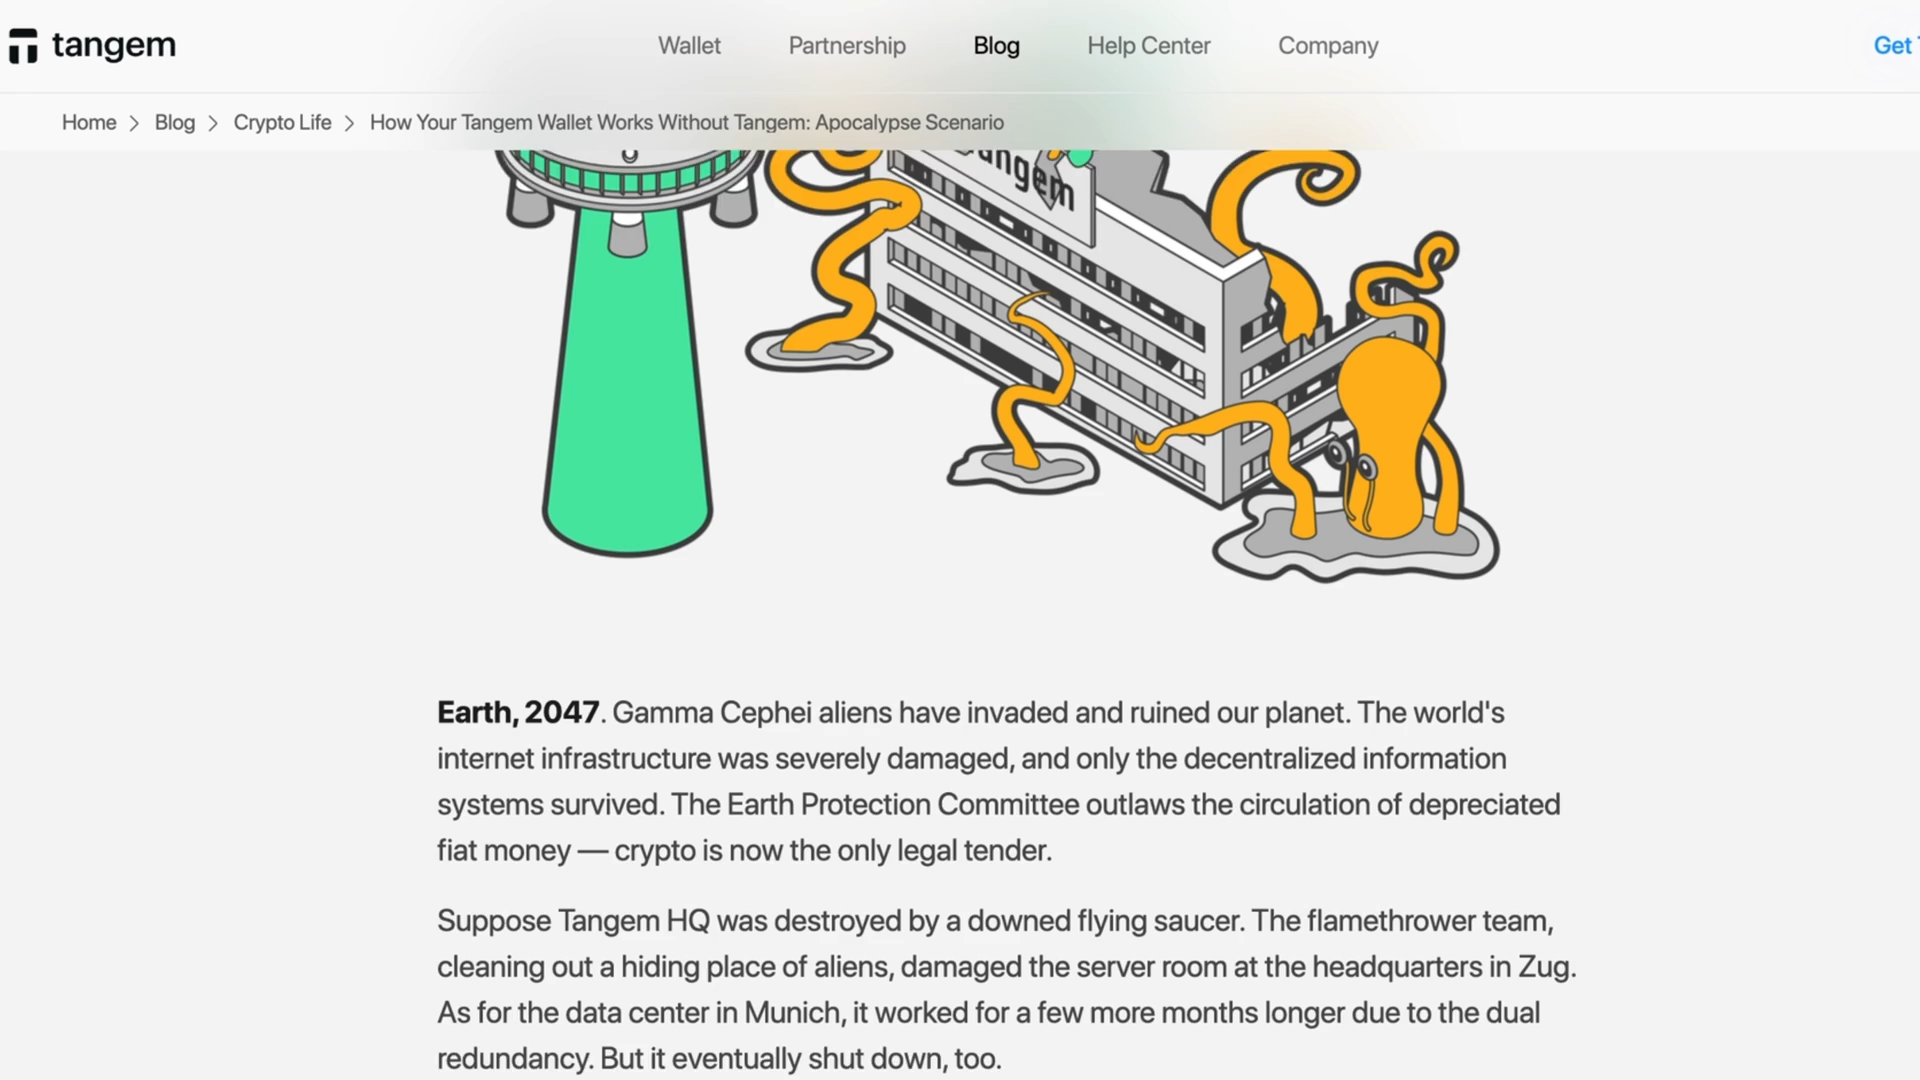 tangem
Wallet Partnership Blog Help Center Company Get
Home > Blog > Crypto Life > How Your Tangem Wallet Works Without Tangem: Apocalypse Scenario
Earth, 2047. Gamma Cephei aliens have invaded and ruined our planet. The world's
internet infrastructure was severely damaged, and only the decentralized information
systems survived. The Earth Protection Committee outlaws the circulation of depreciated
fiat money — crypto is now the only legal tender.
Suppose Tangem HQ was destroyed by a downed flying saucer. The flamethrower team,
cleaning out a hiding place of aliens, damaged the server room at the headquarters in Zug.
As for the data center in Munich, it worked for a few more months longer due to the dual
redundancy. But it eventually shut down, too.